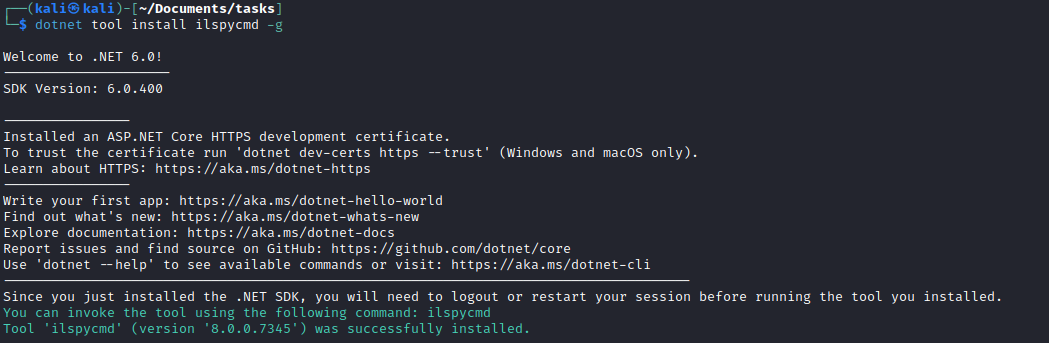 ┌──(kali㉿kali)-[~/Documents/tasks]
└─$ dotnet tool install ilspycmd -g
Welcome to .NET 6.0!
---------------------
SDK Version: 6.0.400
----------------
Installed an ASP.NET Core HTTPS development certificate.
To trust the certificate run 'dotnet dev-certs https --trust' (Windows and macOS only).
Learn about HTTPS: https://aka.ms/dotnet-https
----------------
Write your first app: https://aka.ms/dotnet-hello-world
Find out what's new: https://aka.ms/dotnet-whats-new
Explore documentation: https://aka.ms/dotnet-docs
Report issues and find source on GitHub: https://github.com/dotnet/core
Use 'dotnet --help' to see available commands or visit: https://aka.ms/dotnet-cli
--------------------------------------------------------------------------------------
Since you just installed the .NET SDK, you will need to logout or restart your session before running the tool you installed.
You can invoke the tool using the following command: ilspycmd
Tool 'ilspycmd' (version '8.0.0.7345') was successfully installed.